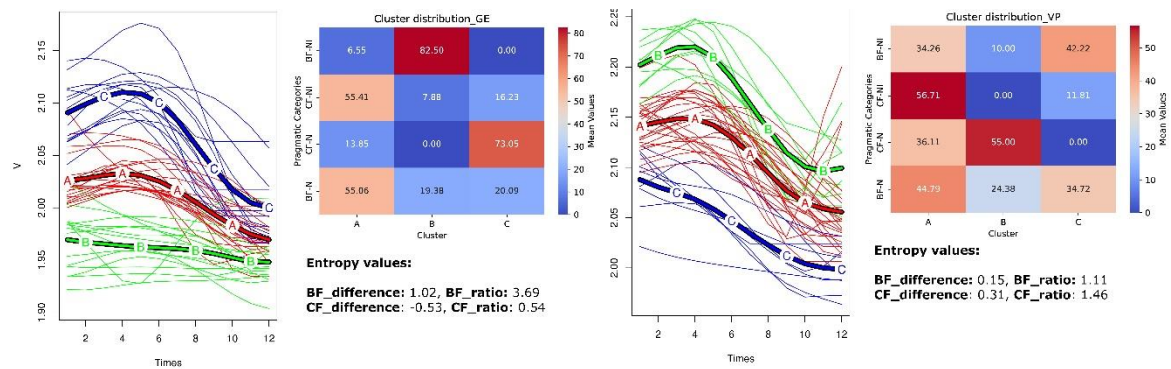 V
2.15
2.10
2.05
2.00
1.95
1.90
2 4 6 8 10 12
Times
A A A A A
B B B B B
C C C C C
Cluster distribution_GE
Pragmatic Categories
BF-NI 6.55 82.50 0.00
CF-NI 55.41 7.88 16.23
CF-N 13.85 0.00 73.05
BF-N 55.06 19.38 20.09
A B C
Cluster
80
70
60
50
40
30
20
10
0
Mean Values
Entropy values:
BF_difference: 1.02, BF_ratio: 3.69
CF_difference: -0.53, CF_ratio: 0.54
2.25
2.20
2.15
2.10
2.05
2.00
2 4 6 8 10 12
Times
B B B B
A A A A
C C C C
Cluster distribution_VP
Pragmatic Categories
BF-NI 34.26 10.00 42.22
CF-NI 56.71 0.00 11.81
CF-N 36.11 55.00 0.00
BF-N 44.79 24.38 34.72
A B C
Cluster
50
40
30
20
10
0
Mean Values
Entropy values:
BF_difference: 0.15, BF_ratio: 1.11
CF_difference: 0.31, CF_ratio: 1.46